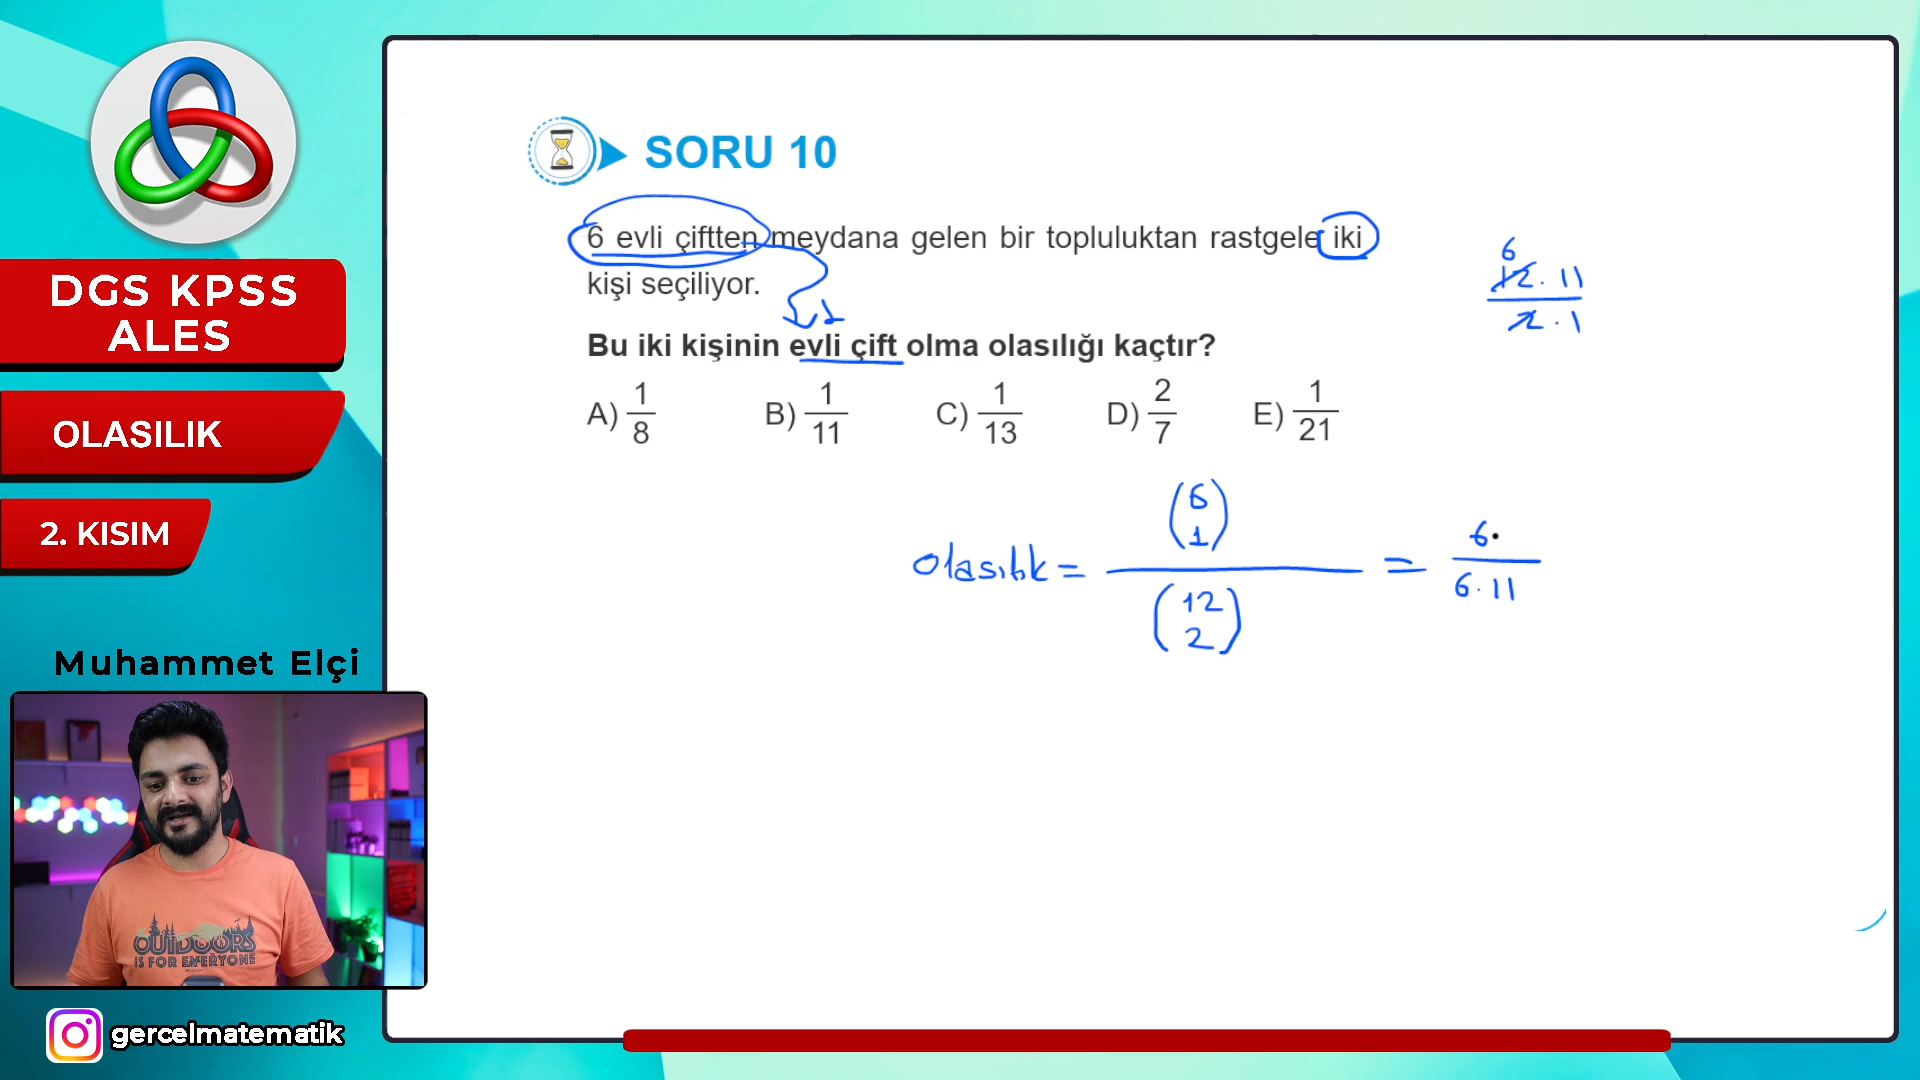 DGS KPSS
ALES
OLASILIK
2. KISIM
Muhammet Elçi
OUTDOORS
IS FOR EVERYONE
gercelmatematik
SORU 10
6 evli çiftten meydana gelen bir topluluktan rastgele iki
kişi seçiliyor.
1
Bu iki kişinin evli çift olma olasılığı kaçtır?
A) 1/8 B) 1/11 C) 1/13 D) 2/7 E) 1/21
6
12 . 11
2 . 1
Olasılık = (6 1) / (12 2) = 6. / 6 . 11